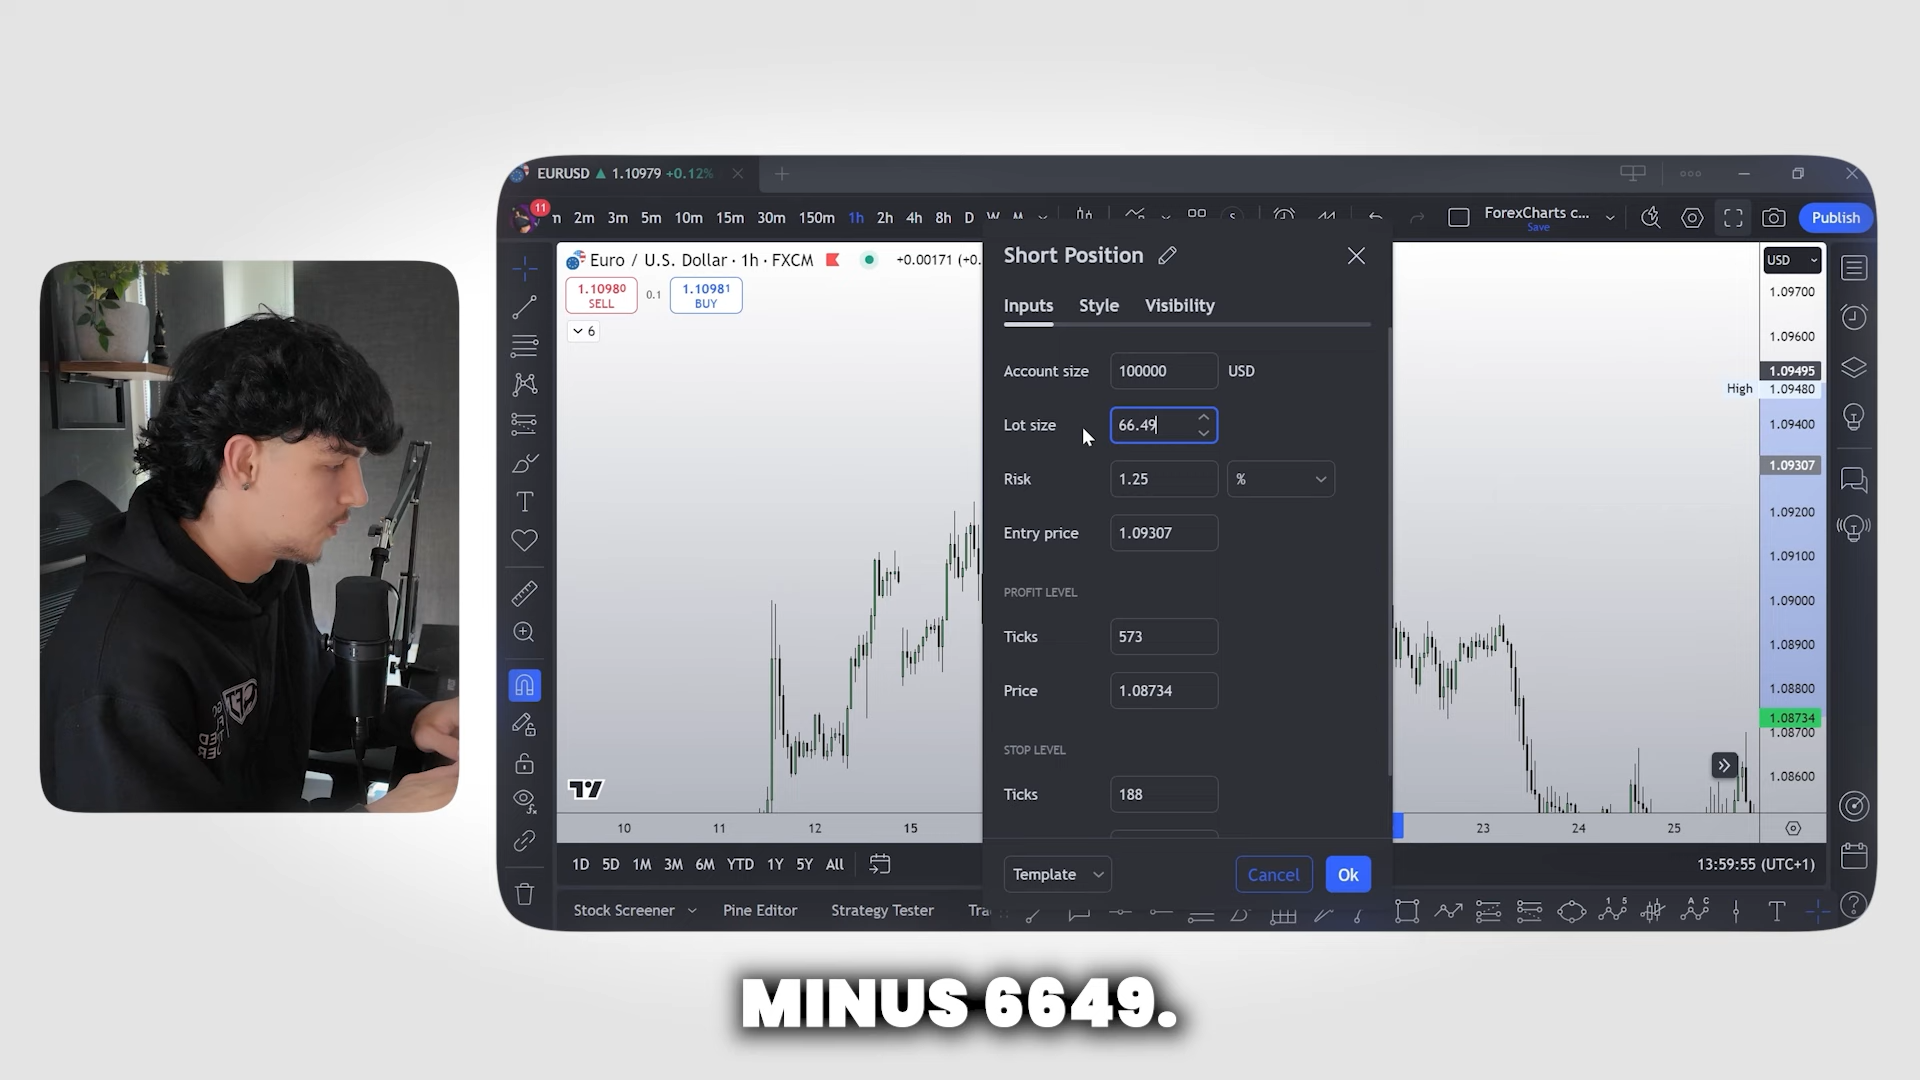 EURUSD 1.10979 +0.12%
11
m 2m 3m 5m 10m 15m 30m 150m 1h 2h 4h 8h D W M
ForexCharts c...
Save
Publish
Euro / U.S. Dollar · 1h · FXCM
+0.00171 (+0.
1.10980
SELL
0.1
1.10981
BUY
6
Short Position
Inputs Style Visibility
Account size 100000 USD
Lot size 66.49
Risk 1.25 %
Entry price 1.09307
PROFIT LEVEL
Ticks 573
Price 1.08734
STOP LEVEL
Ticks 188
Template Cancel Ok
USD
1.09700
1.09600
1.09495
High 1.09480
1.09400
1.09307
1.09200
1.09100
1.09000
1.08900
1.08800
1.08734
1.08700
1.08600
10 11 12 15 23 24 25
1D 5D 1M 3M 6M YTD 1Y 5Y All
13:59:55 (UTC+1)
Stock Screener Pine Editor Strategy Tester Tra
MINUS 6649.